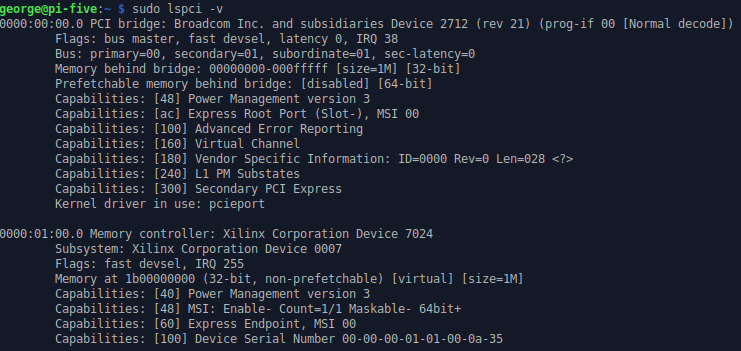 george@pi-five:~ $ sudo lspci -v
0000:00:00.0 PCI bridge: Broadcom Inc. and subsidiaries Device 2712 (rev 21) (prog-if 00 [Normal decode])
Flags: bus master, fast devsel, latency 0, IRQ 38
Bus: primary=00, secondary=01, subordinate=01, sec-latency=0
Memory behind bridge: 00000000-000fffff [size=1M] [32-bit]
Prefetchable memory behind bridge: [disabled] [64-bit]
Capabilities: [48] Power Management version 3
Capabilities: [ac] Express Root Port (Slot-), MSI 00
Capabilities: [100] Advanced Error Reporting
Capabilities: [160] Virtual Channel
Capabilities: [180] Vendor Specific Information: ID=0000 Rev=0 Len=028 <?>
Capabilities: [240] L1 PM Substates
Capabilities: [300] Secondary PCI Express
Kernel driver in use: pcieport

0000:01:00.0 Memory controller: Xilinx Corporation Device 7024
Subsystem: Xilinx Corporation Device 0007
Flags: fast devsel, IRQ 255
Memory at 1b00000000 (32-bit, non-prefetchable) [virtual] [size=1M]
Capabilities: [40] Power Management version 3
Capabilities: [48] MSI: Enable- Count=1/1 Maskable- 64bit+
Capabilities: [60] Express Endpoint, MSI 00
Capabilities: [100] Device Serial Number 00-00-00-01-01-00-0a-35